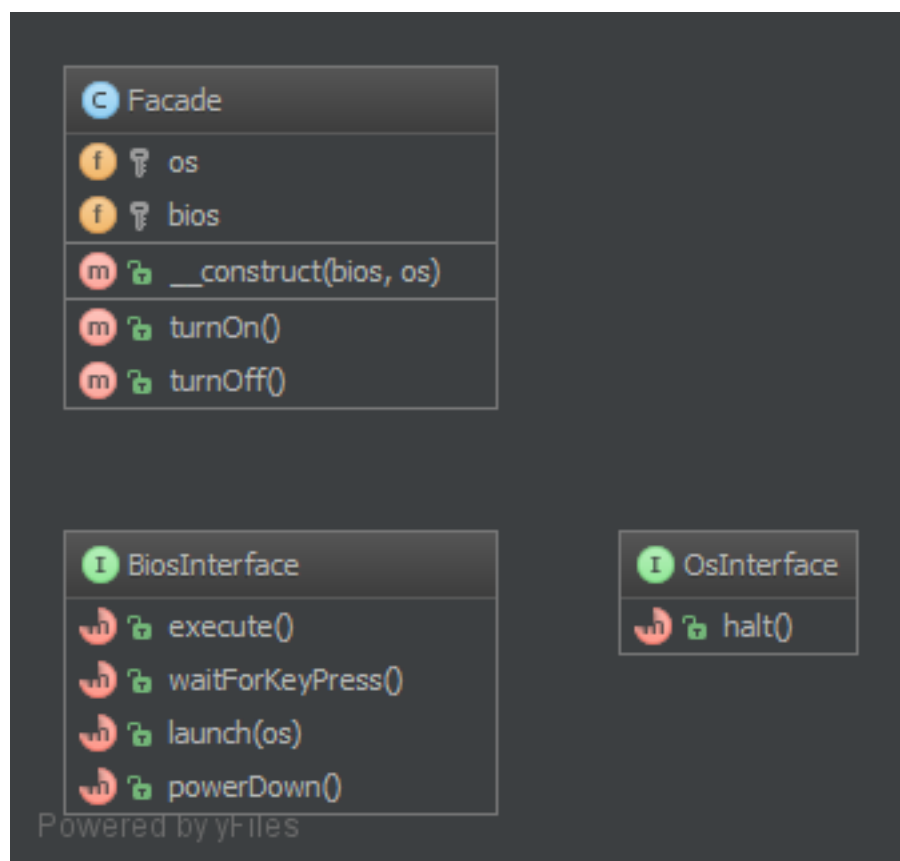 C Facade
f os
f bios
m __construct(bios, os)
m turnOn()
m turnOff()
I BiosInterface
m execute()
m waitForKeyPress()
m launch(os)
m powerDown()
I OsInterface
m halt()
Powered by yFiles